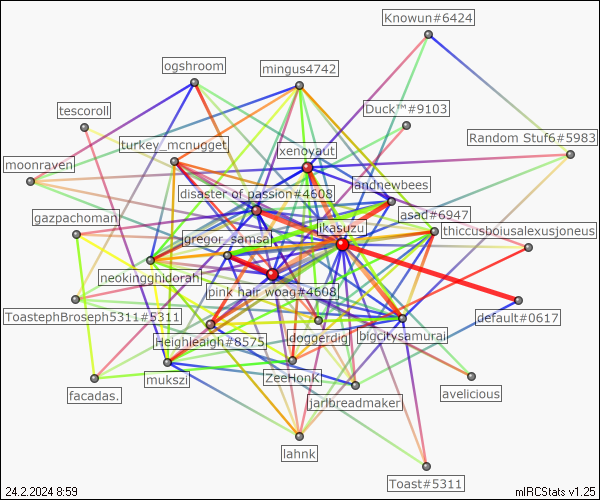 Knowun#6424
ogshroom
mingus4742
tescoroll
Duck™#9103
turkey_mcnugget
xenoyaut
Random Stuf6#5983
moonraven
disaster of passion#4608
landnewbees
gazpachoman
asad#6947
gregor_samsa
ikasuzu
thiccusboiusalexusjoneus
neokingghidorah
pink hair woag#4608
ToastephBroseph5311#5311
default#0617
Heighleaigh#8575
doggerdig
bigcitysamurai
mukszi
ZeeHonK
facadas.
jarlbreadmaker
avelicious
lahnk
Toast#5311
24.2.2024 8:59
mIRCStats v1.25